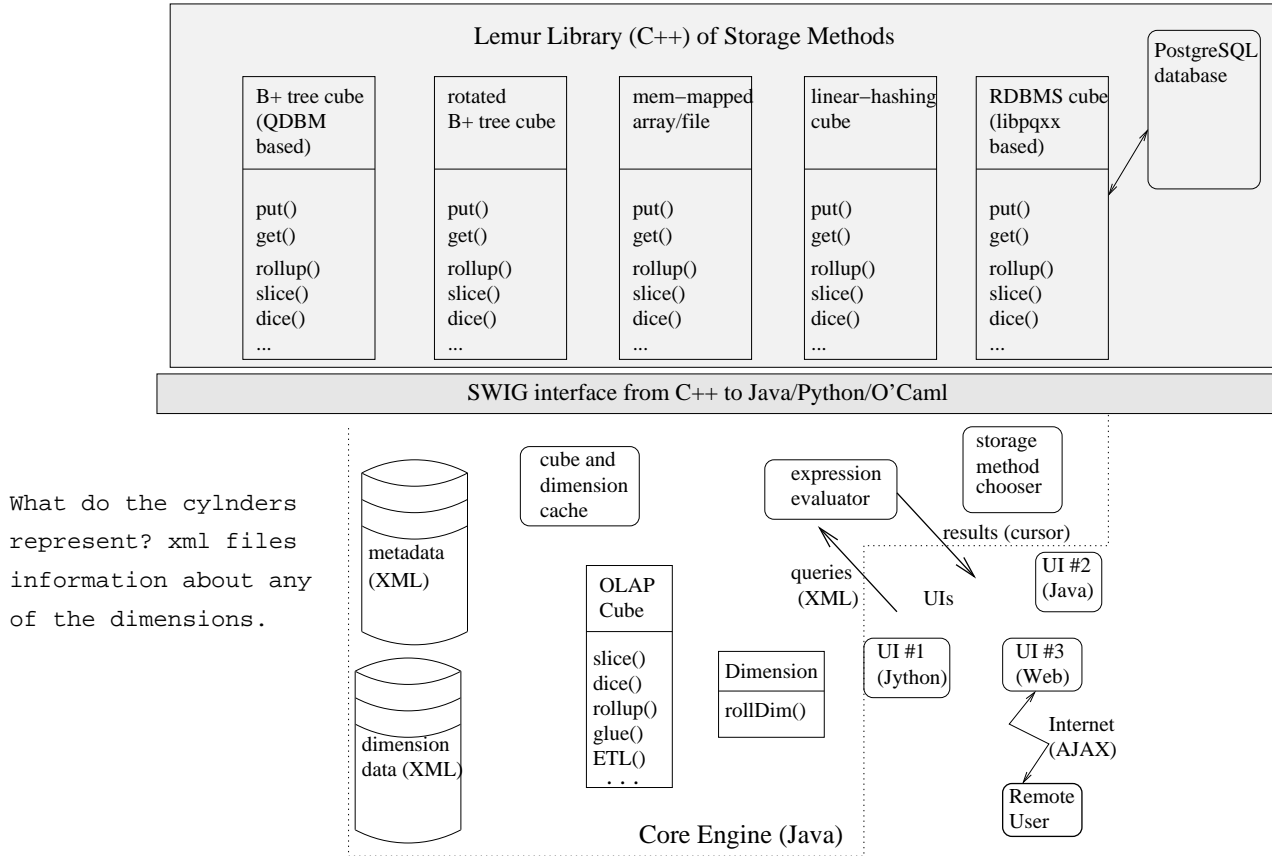 Lemur Library (C++) of Storage Methods
PostgreSQL
database
B+ tree cube
(QDBM
based)
put()
get()
rollup()
slice()
dice()
...
rotated
B+ tree cube
put()
get()
rollup()
slice()
dice()
...
mem−mapped
array/file
put()
get()
rollup()
slice()
dice()
...
linear−hashing
cube
put()
get()
rollup()
slice()
dice()
...
RDBMS cube
(libpqxx
based)
put()
get()
rollup()
slice()
dice()
...
SWIG interface from C++ to Java/Python/O'Caml
What do the cylnders
represent? xml files
information about any
of the dimensions.
metadata
(XML)
dimension
data (XML)
cube and
dimension
cache
OLAP
Cube
slice()
dice()
rollup()
glue()
ETL()
. . .
Dimension
rollDim()
expression
evaluator
storage
method
chooser
results (cursor)
queries
(XML)
UIs
UI #2
(Java)
UI #1
(Jython)
UI #3
(Web)
Internet
(AJAX)
Remote
User
Core Engine (Java)